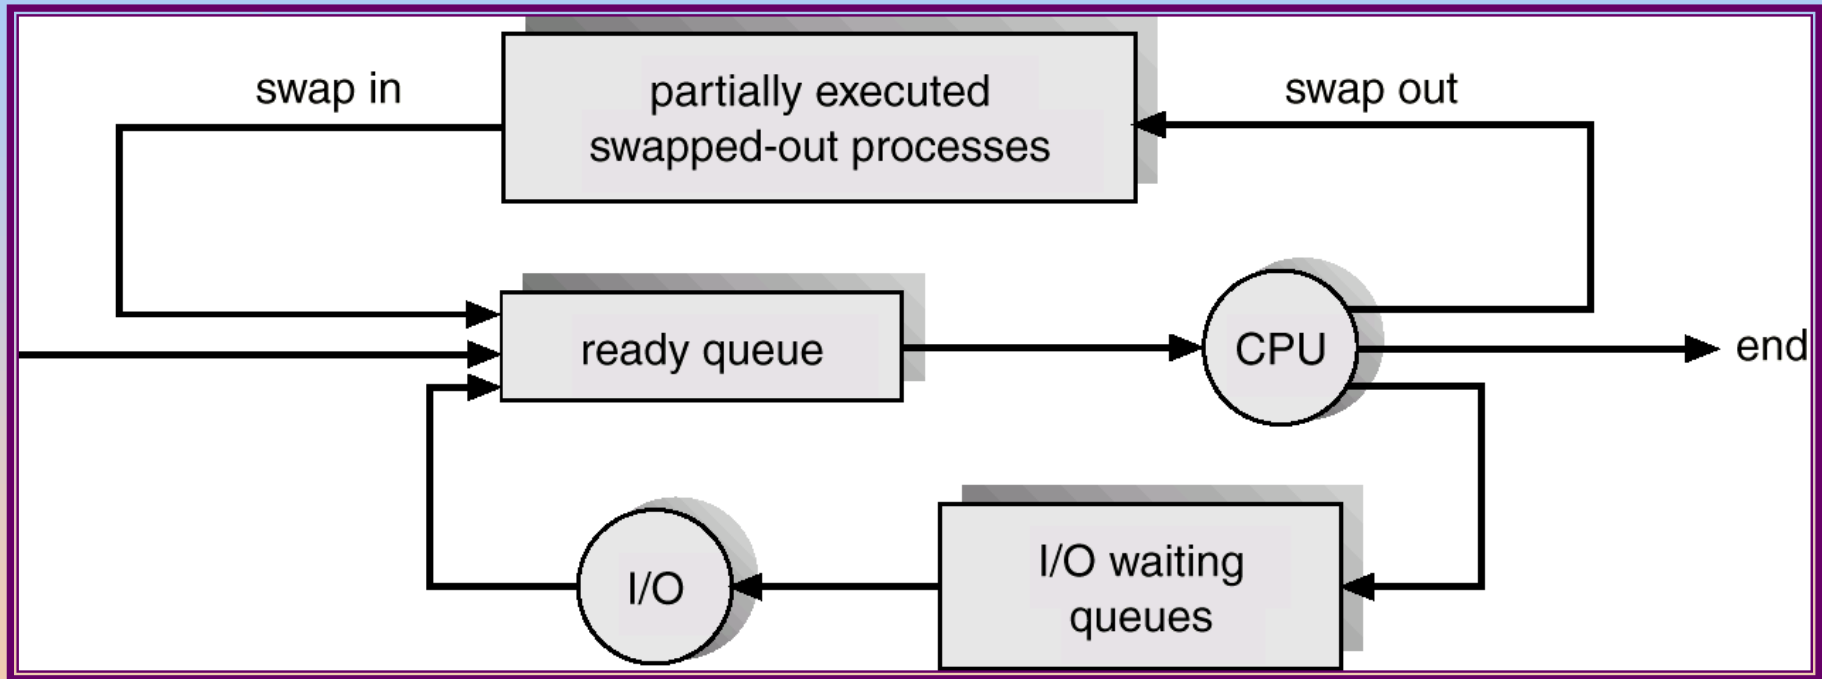 swap in
partially executed
swapped-out processes
swap out
ready queue
CPU
end
I/O
I/O waiting
queues